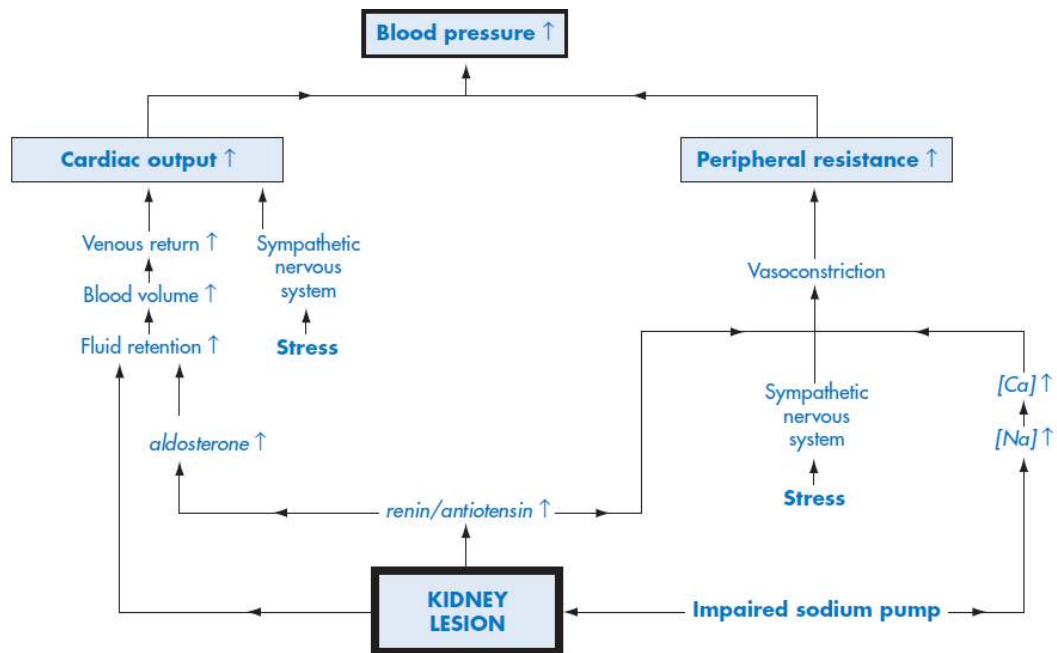 Blood pressure ↑
Cardiac output ↑
Peripheral resistance ↑
Venous return ↑
Blood volume ↑
Fluid retention ↑
Sympathetic
nervous
system
Stress
Vasoconstriction
[Ca] ↑
[Na] ↑
Sympathetic
nervous
system
Stress
aldosterone ↑
renin/antiotensin ↑
KIDNEY
LESION
Impaired sodium pump